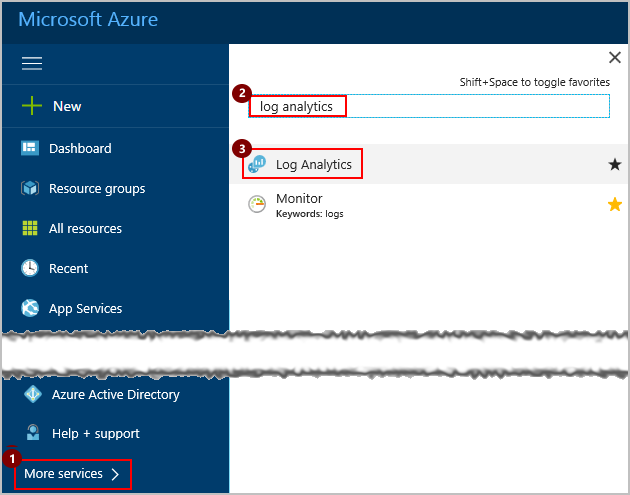 Microsoft Azure
New
Dashboard
Resource groups
All resources
Recent
App Services
Azure Active Directory
Help + support
1
More services
Shift+Space to toggle favorites
2
log analytics
3
Log Analytics
Monitor
Keywords: logs